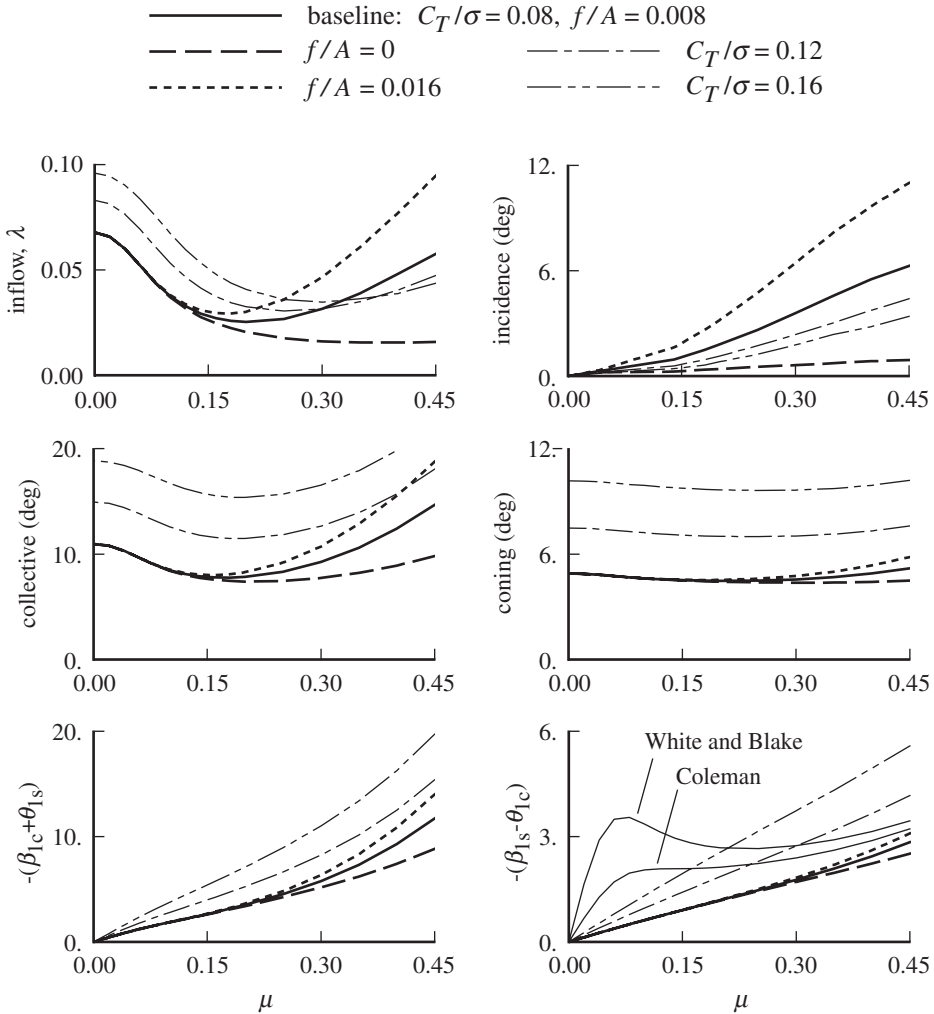 baseline: C_T/σ = 0.08, f/A = 0.008
f/A = 0
C_T/σ = 0.12
f/A = 0.016
C_T/σ = 0.16
inflow, λ
0.10
0.05
0.00
0.00 0.15 0.30 0.45
incidence (deg)
12.
6.
0.
0.00 0.15 0.30 0.45
collective (deg)
20.
10.
0.
0.00 0.15 0.30 0.45
coning (deg)
12.
6.
0.
0.00 0.15 0.30 0.45
-(β1c+θ1s)
20.
10.
0.
0.00 0.15 0.30 0.45
μ
-(β1s-θ1c)
6.
3.
0.
White and Blake
Coleman
0.00 0.15 0.30 0.45
μ